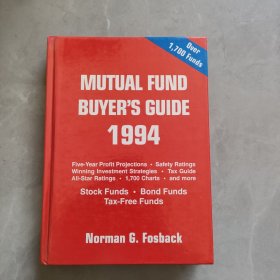 Over
1,700 Funds
MUTUAL FUND
BUYER'S GUIDE
1994
Five-Year Profit Projections • Safety Ratings
Winning Investment Strategies • Tax Guide
All-Star Ratings • 1,700 Charts • and more
Stock Funds • Bond Funds
Tax-Free Funds
Norman G. Fosback